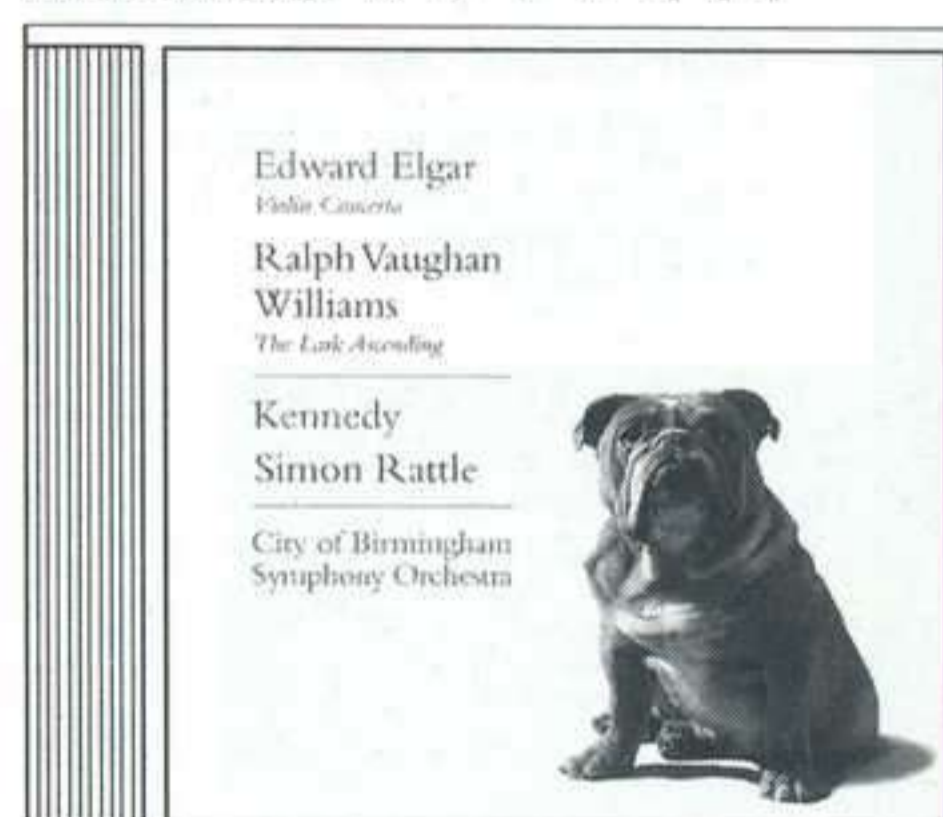 Edward Elgar
Violin Concerto
Ralph Vaughan
Williams
The Lark Ascending
Kennedy
Simon Rattle
City of Birmingham
Symphony Orchestra